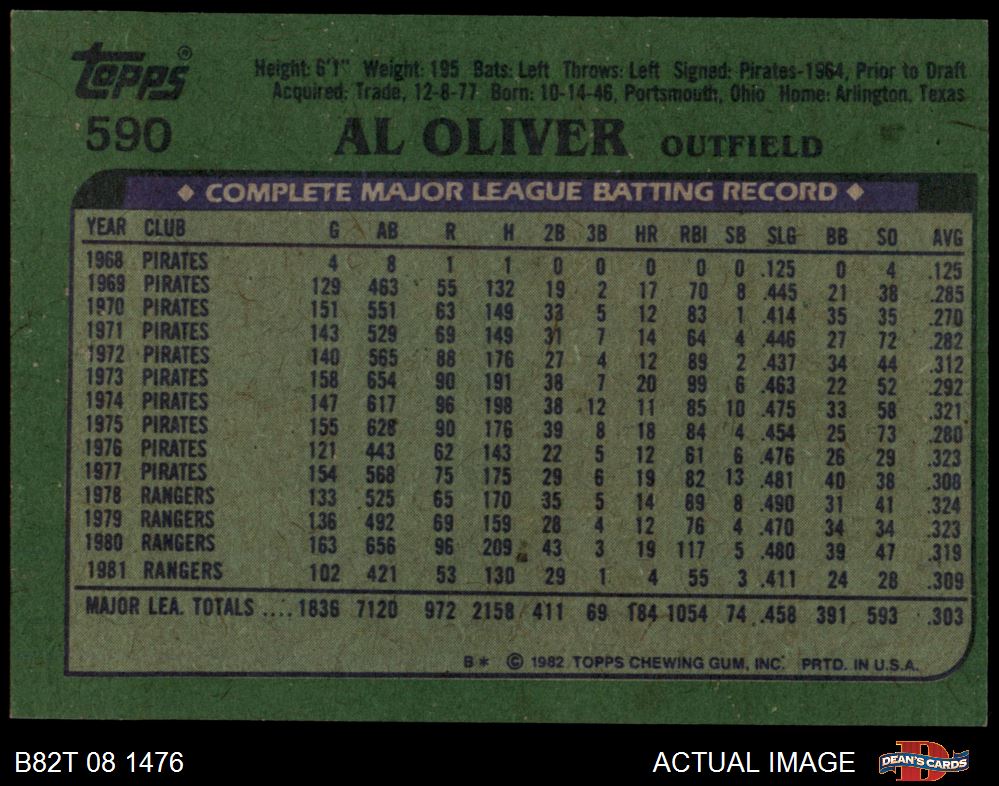 Topps®
Height: 6'1" Weight: 195 Bats: Left Throws: Left Signed: Pirates-1964, Prior to Draft
Acquired: Trade, 12-8-77 Born: 10-14-46, Portsmouth, Ohio Home: Arlington, Texas
590 AL OLIVER OUTFIELD
◆ COMPLETE MAJOR LEAGUE BATTING RECORD ◆
YEAR CLUB G AB R H 2B 3B HR RBI SB SLG BB SO AVG
1968 PIRATES 4 8 1 1 0 0 0 0 0 .125 0 4 .125
1969 PIRATES 129 463 55 132 19 2 17 70 8 .445 21 38 .285
1970 PIRATES 151 551 63 149 33 5 12 83 1 .414 35 35 .270
1971 PIRATES 143 529 69 149 31 7 14 64 4 .446 27 72 .282
1972 PIRATES 140 565 88 176 27 4 12 89 2 .437 34 44 .312
1973 PIRATES 158 654 90 191 38 7 20 99 6 .463 22 52 .292
1974 PIRATES 147 617 96 198 38 12 11 85 10 .475 33 58 .321
1975 PIRATES 155 628 90 176 39 8 18 84 4 .454 25 73 .280
1976 PIRATES 121 443 62 143 22 5 12 61 6 .476 26 29 .323
1977 PIRATES 154 568 75 175 29 6 19 82 13 .481 40 38 .308
1978 RANGERS 133 525 65 170 35 5 14 89 8 .490 31 41 .324
1979 RANGERS 136 492 69 159 28 4 12 76 4 .470 34 34 .323
1980 RANGERS 163 656 96 209 43 3 19 117 5 .480 39 47 .319
1981 RANGERS 102 421 53 130 29 1 4 55 3 .411 24 28 .309
MAJOR LEA. TOTALS .... 1836 7120 972 2158 411 69 184 1054 74 .458 391 593 .303
B* © 1982 TOPPS CHEWING GUM, INC. PRTD. IN U.S.A.
B82T 08 1476 ACTUAL IMAGE DEAN'S CARDS